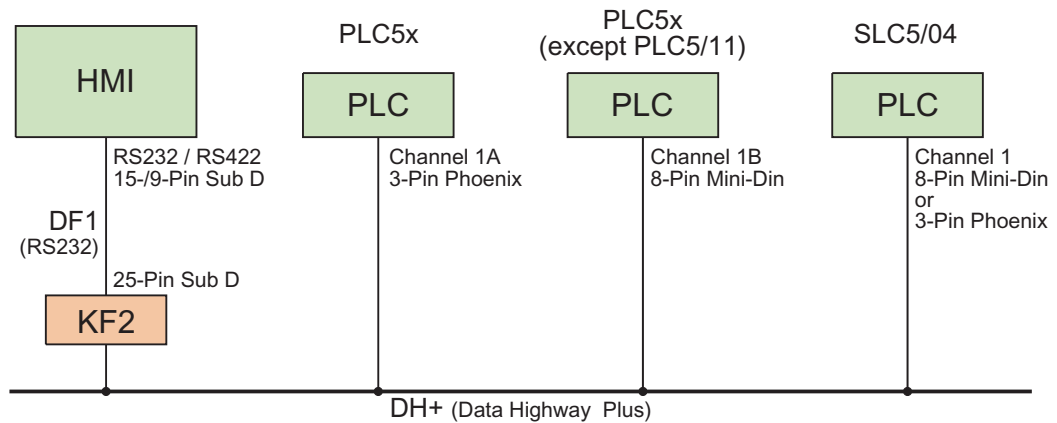 HMI
RS232 / RS422
15-/9-Pin Sub D
DF1
(RS232)
25-Pin Sub D
KF2
PLC5x
PLC
Channel 1A
3-Pin Phoenix
PLC5x
(except PLC5/11)
PLC
Channel 1B
8-Pin Mini-Din
SLC5/04
PLC
Channel 1
8-Pin Mini-Din
or
3-Pin Phoenix
DH+ (Data Highway Plus)